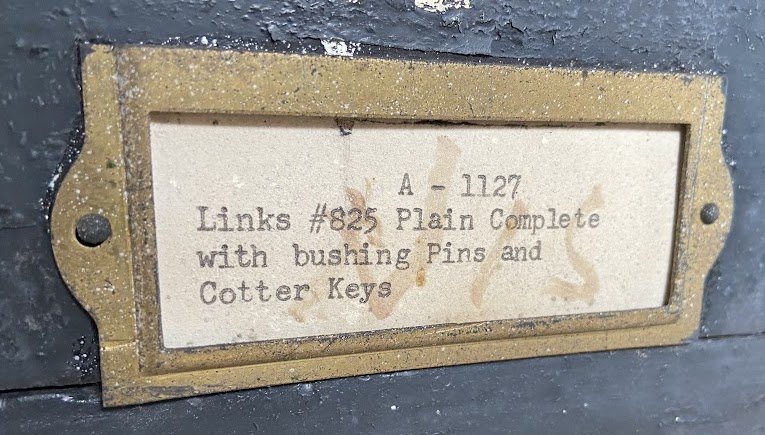 A - 1127
Links #825 Plain Complete
with bushing Pins and
Cotter Keys